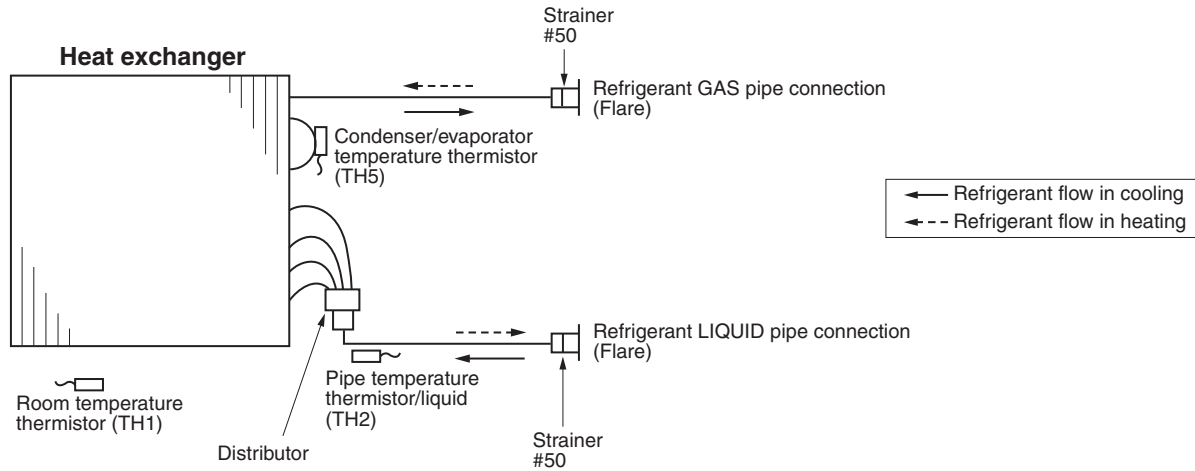 Strainer
#50
Heat exchanger
Refrigerant GAS pipe connection
(Flare)
Condenser/evaporator
temperature thermistor
(TH5)
Refrigerant flow in cooling
Refrigerant flow in heating
Refrigerant LIQUID pipe connection
(Flare)
Pipe temperature
thermistor/liquid
(TH2)
Room temperature
thermistor (TH1)
Distributor
Strainer
#50